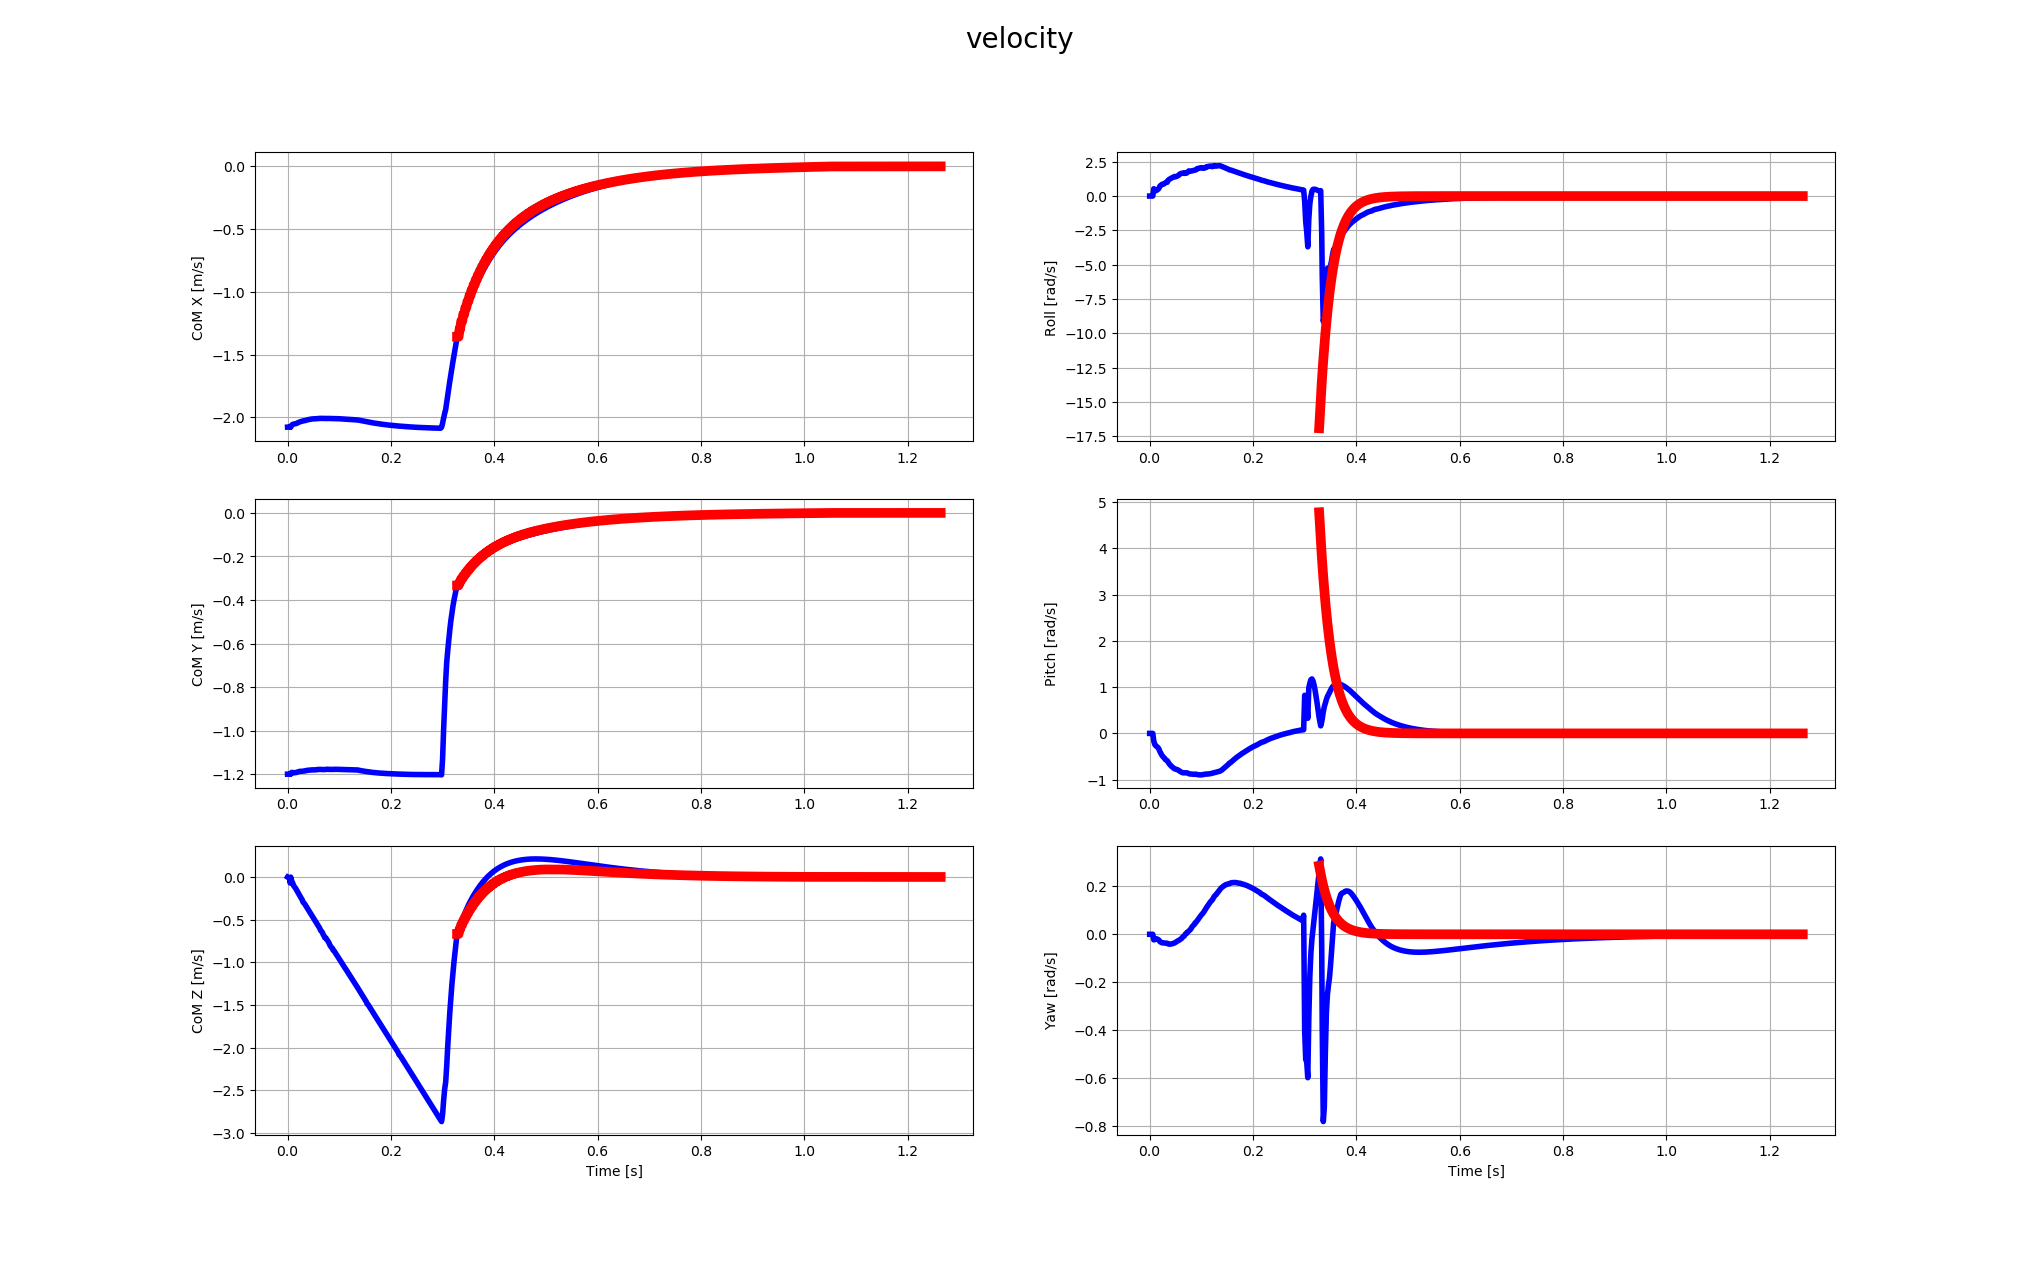 velocity
CoM X [m/s]
0.0
−0.5
−1.0
−1.5
−2.0
0.0 0.2 0.4 0.6 0.8 1.0 1.2
Roll [rad/s]
2.5
0.0
−2.5
−5.0
−7.5
−10.0
−12.5
−15.0
−17.5
0.0 0.2 0.4 0.6 0.8 1.0 1.2
CoM Y [m/s]
0.0
−0.2
−0.4
−0.6
−0.8
−1.0
−1.2
0.0 0.2 0.4 0.6 0.8 1.0 1.2
Pitch [rad/s]
5
4
3
2
1
0
−1
0.0 0.2 0.4 0.6 0.8 1.0 1.2
CoM Z [m/s]
0.0
−0.5
−1.0
−1.5
−2.0
−2.5
−3.0
0.0 0.2 0.4 0.6 0.8 1.0 1.2
Time [s]
Yaw [rad/s]
0.2
0.0
−0.2
−0.4
−0.6
−0.8
0.0 0.2 0.4 0.6 0.8 1.0 1.2
Time [s]